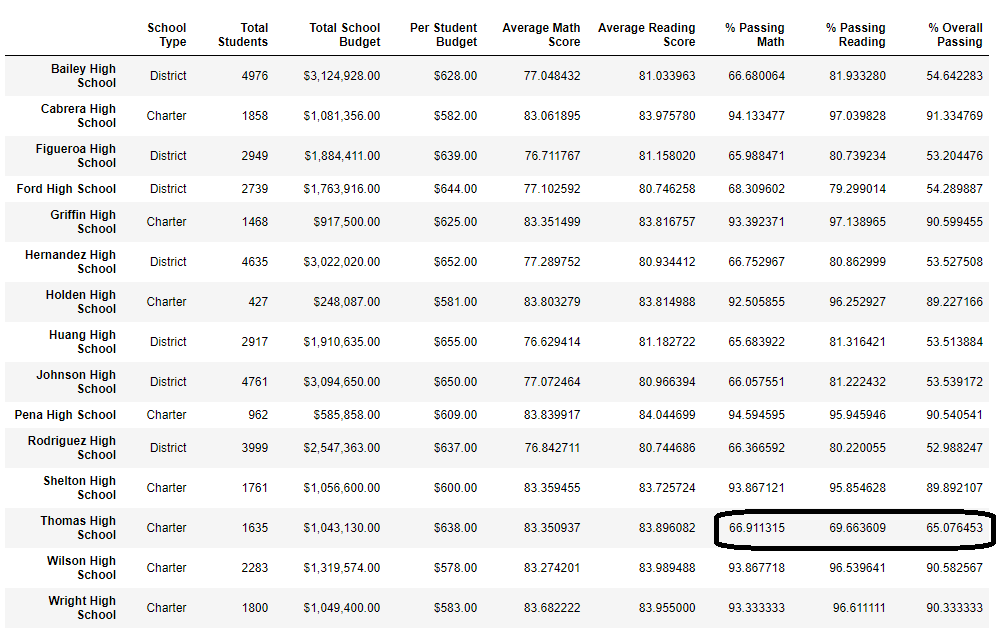 School Type Total Students Total School Budget Per Student Budget Average Math Score Average Reading Score % Passing Math % Passing Reading % Overall Passing
Bailey High School District 4976 $3,124,928.00 $628.00 77.048432 81.033963 66.680064 81.933280 54.642283
Cabrera High School Charter 1858 $1,081,356.00 $582.00 83.061895 83.975780 94.133477 97.039828 91.334769
Figueroa High School District 2949 $1,884,411.00 $639.00 76.711767 81.158020 65.988471 80.739234 53.204476
Ford High School District 2739 $1,763,916.00 $644.00 77.102592 80.746258 68.309602 79.299014 54.289887
Griffin High School Charter 1468 $917,500.00 $625.00 83.351499 83.816757 93.392371 97.138965 90.599455
Hernandez High School District 4635 $3,022,020.00 $652.00 77.289752 80.934412 66.752967 80.862999 53.527508
Holden High School Charter 427 $248,087.00 $581.00 83.803279 83.814988 92.505855 96.252927 89.227166
Huang High School District 2917 $1,910,635.00 $655.00 76.629414 81.182722 65.683922 81.316421 53.513884
Johnson High School District 4761 $3,094,650.00 $650.00 77.072464 80.966394 66.057551 81.222432 53.539172
Pena High School Charter 962 $585,858.00 $609.00 83.839917 84.044699 94.594595 95.945946 90.540541
Rodriguez High School District 3999 $2,547,363.00 $637.00 76.842711 80.744686 66.366592 80.220055 52.988247
Shelton High School Charter 1761 $1,056,600.00 $600.00 83.359455 83.725724 93.867121 95.854628 89.892107
Thomas High School Charter 1635 $1,043,130.00 $638.00 83.350937 83.896082 66.911315 69.663609 65.076453
Wilson High School Charter 2283 $1,319,574.00 $578.00 83.274201 83.989488 93.867718 96.539641 90.582567
Wright High School Charter 1800 $1,049,400.00 $583.00 83.682222 83.955000 93.333333 96.611111 90.333333